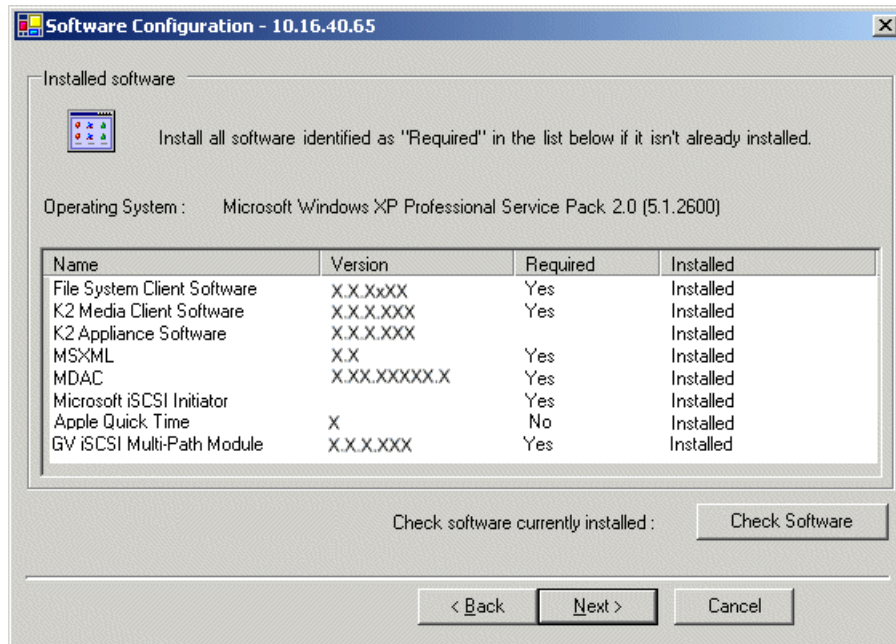 Software Configuration - 10.16.40.65
Installed software
Install all software identified as "Required" in the list below if it isn't already installed.
Operating System : Microsoft Windows XP Professional Service Pack 2.0 (5.1.2600)
Name Version Required Installed
File System Client Software X.X.XxXX Yes Installed
K2 Media Client Software X.X.X.XXX Yes Installed
K2 Appliance Software X.X.X.XXX Installed
MSXML X.X Yes Installed
MDAC X.XX.XXXXX.X Yes Installed
Microsoft iSCSI Initiator Yes Installed
Apple Quick Time X No Installed
GV iSCSI Multi-Path Module X.X.X.XXX Yes Installed
Check software currently installed : Check Software
< Back Next > Cancel